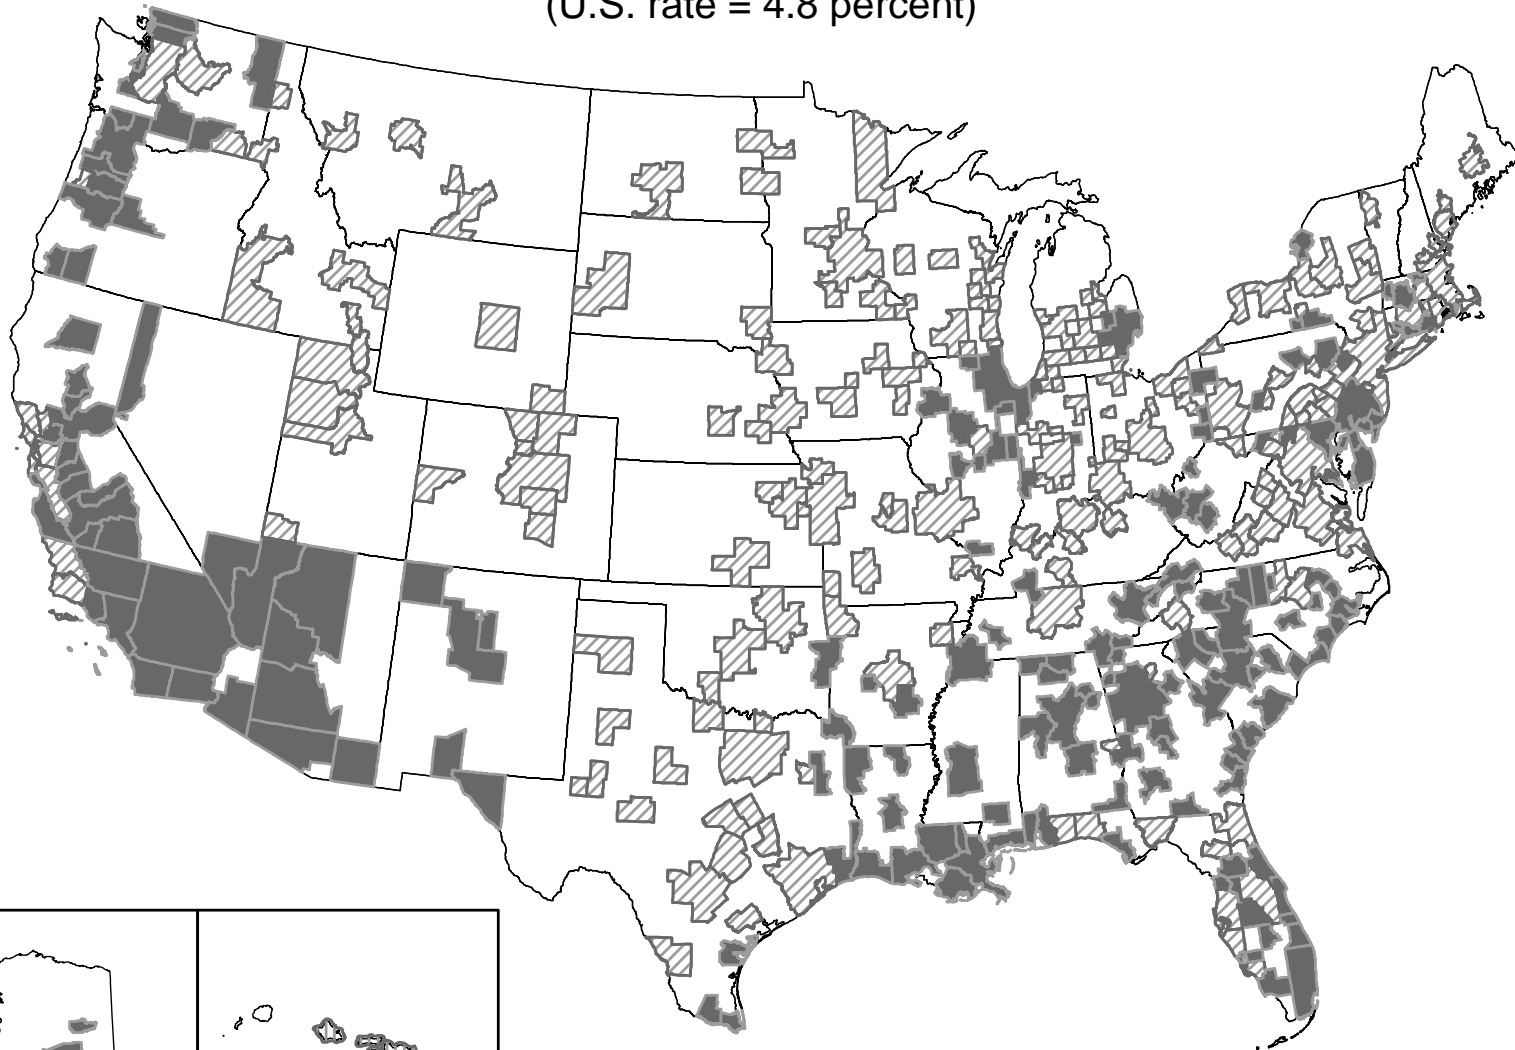 (U.S. rate = 4.8 percent)